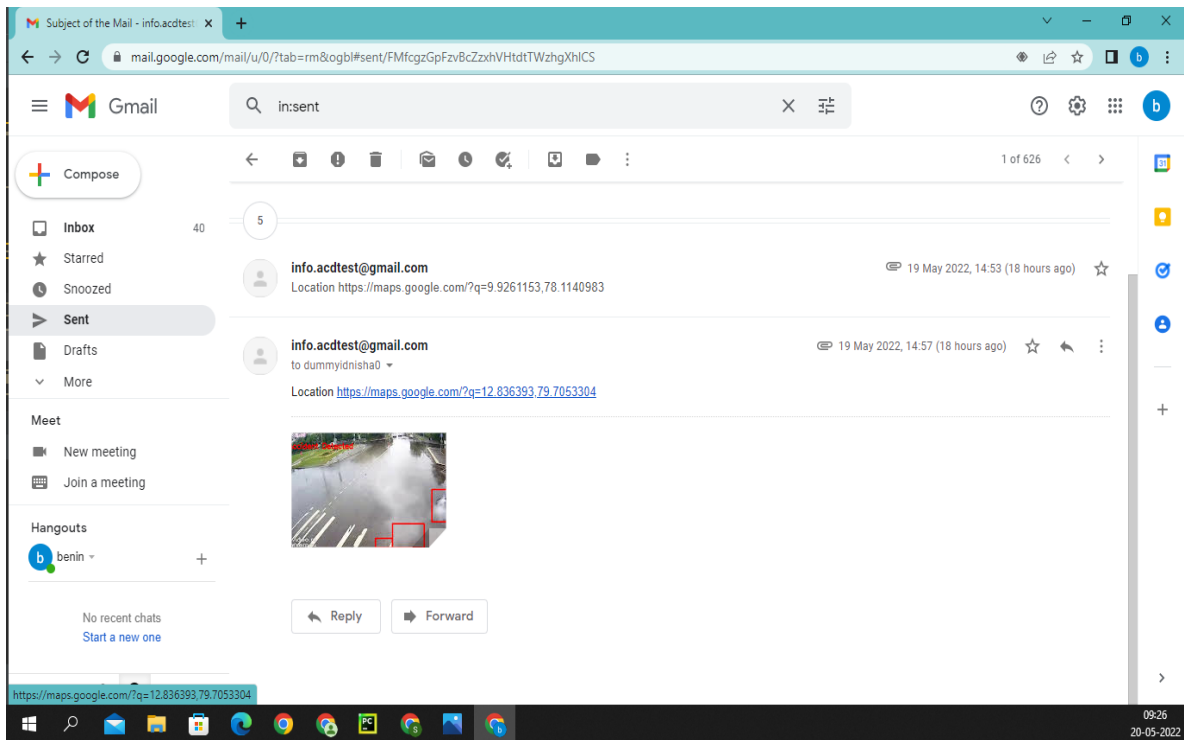 Subject of the Mail - info.acdtest
mail.google.com/mail/u/0/?tab=rm&ogbl#sent/FMfcgzGpFzvBcZzxhVHtdtTWzhgXhlCS
b
Gmail
in:sent
b
Compose
1 of 626
31
Inbox 40
5
Starred
info.acdtest@gmail.com 19 May 2022, 14:53 (18 hours ago)
Location https://maps.google.com/?q=9.9261153,78.1140983
Snoozed
Sent
Drafts
More
info.acdtest@gmail.com 19 May 2022, 14:57 (18 hours ago)
to dummyidnisha0
Location https://maps.google.com/?q=12.836393,79.7053304
Meet
New meeting
Join a meeting
Hangouts
b benin
No recent chats
Start a new one
Reply Forward
https://maps.google.com/?q=12.836393,79.7053304
PC
S
b
09:26
20-05-2022